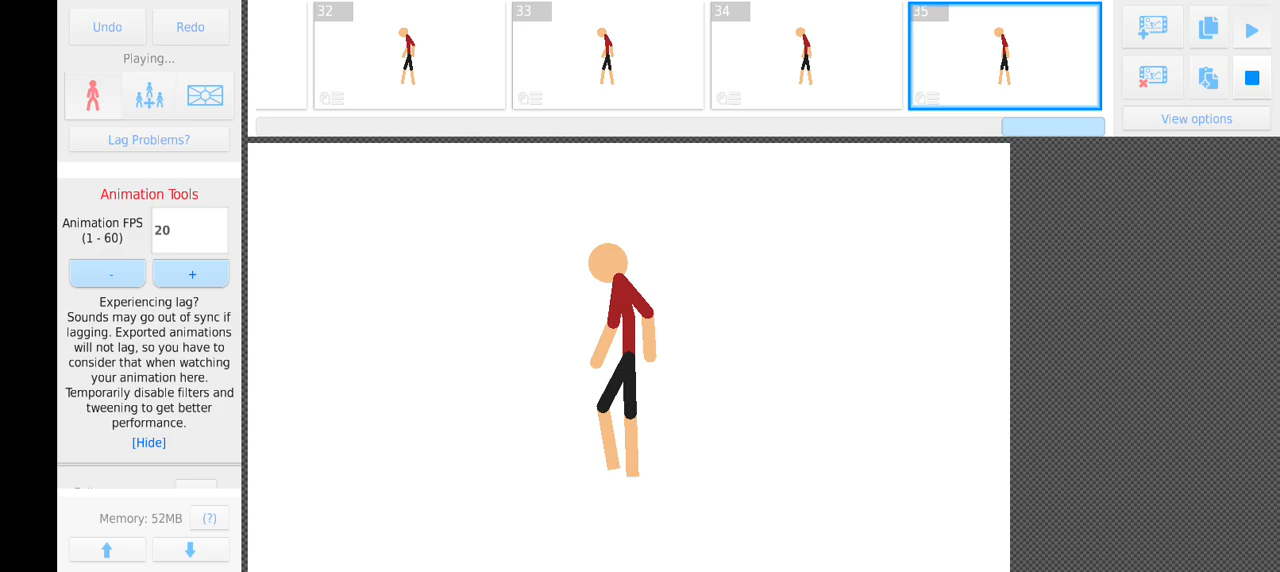 Undo Redo
Playing...
Lag Problems?
Animation Tools
Animation FPS
(1 - 60)
20
- +
Experiencing lag?
Sounds may go out of sync if
lagging. Exported animations
will not lag, so you have to
consider that when watching
your animation here.
Temporarily disable filters and
tweening to get better
performance.
[Hide]
Memory: 52MB (?)
32 33 34 35
View options